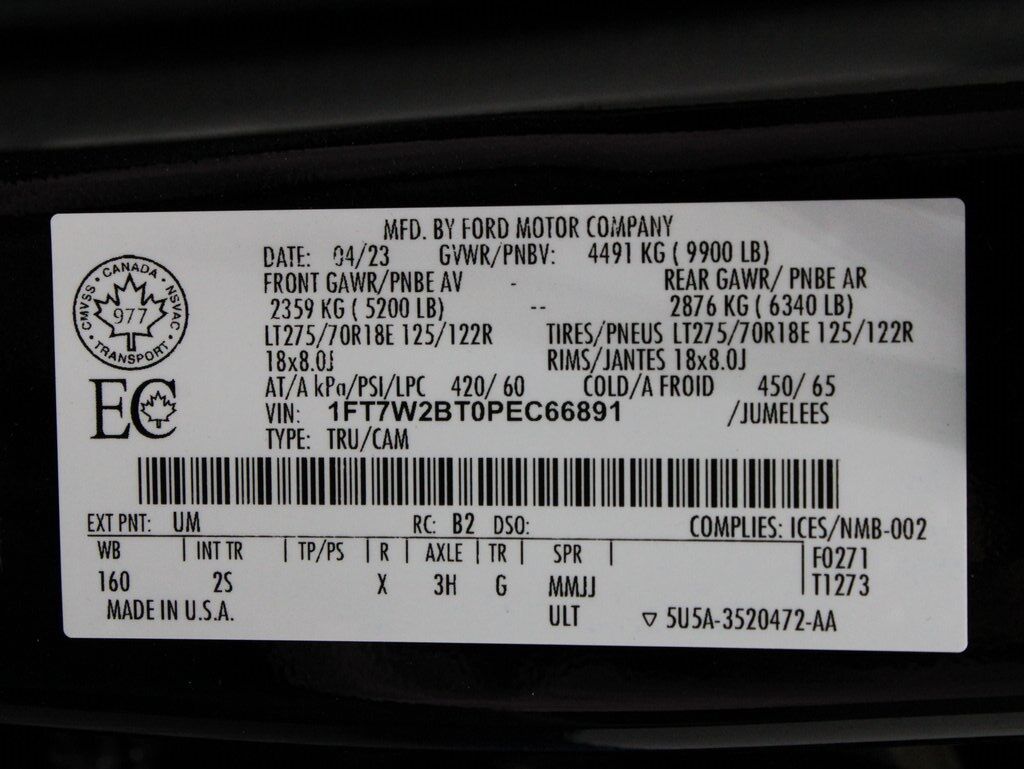 MFD. BY FORD MOTOR COMPANY
DATE: 04/23 GVWR/PNBV: 4491 KG ( 9900 LB)
FRONT GAWR/PNBE AV - REAR GAWR/ PNBE AR
2359 KG ( 5200 LB) -- 2876 KG ( 6340 LB)
LT275/70R18E 125/122R TIRES/PNEUS LT275/70R18E 125/122R
18x8.0J RIMS/JANTES 18x8.0J
AT/A kPa/PSI/LPC 420/ 60 COLD/A FROID 450/ 65
VIN: 1FT7W2BT0PEC66891 /JUMELEES
TYPE: TRU/CAM
CANADA
CMVSS 977 NSVAC
TRANSPORT
EC
EXT PNT: UM RC: B2 DSO: COMPLIES: ICES/NMB-002
WB | INT TR | TP/PS | R | AXLE | TR | SPR | F0271
160 2S X 3H G MMJJ T1273
MADE IN U.S.A. ULT ▽ 5U5A-3520472-AA